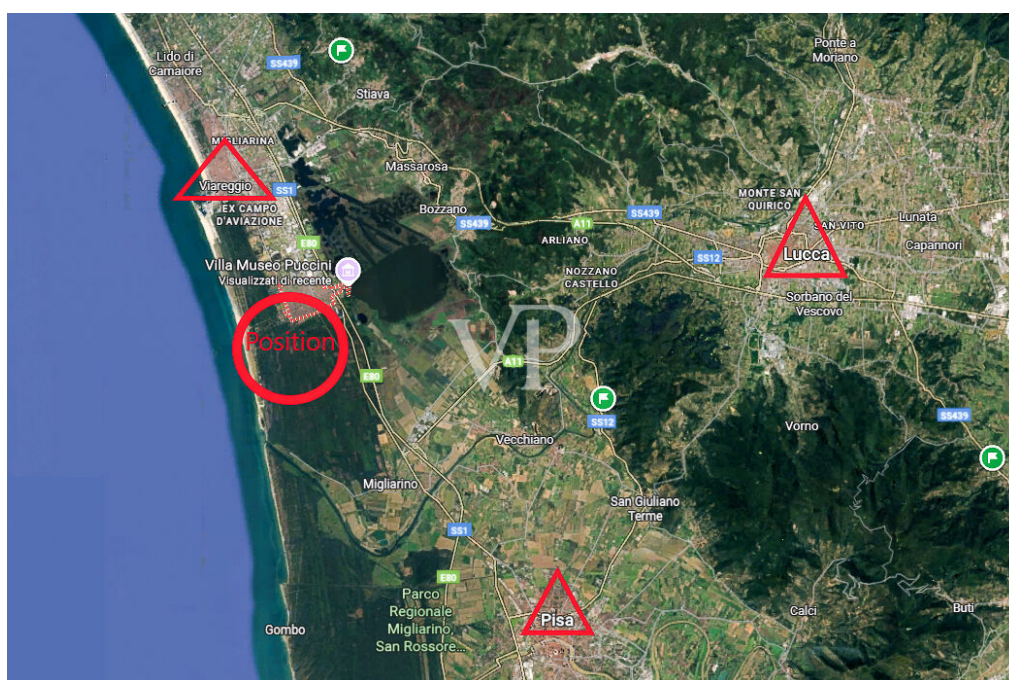 Lido di
Camaiore
SS439
Ponte a
Moriano
Stiava
MIGLIARINA
Massarosa
Viareggio
SS1
MONTE SAN
QUIRICO
EX CAMPO
D'AVIAZIONE
Bozzano
SS439
SS439
A11
SAN VITO
Lunata
E80
ARLIANO
Capannori
SS12
Lucca
Villa Museo Puccini
Visualizzati di recente
NOZZANO
CASTELLO
Sorbano del
Vescovo
VP
Position
A11
E80
SS12
SS439
Vorno
Vecchiano
Migliarino
San Giuliano
Terme
SS1
E80
Parco
Regionale
Migliarino,
San Rossore...
Calci
Buti
Pisa
Gombo